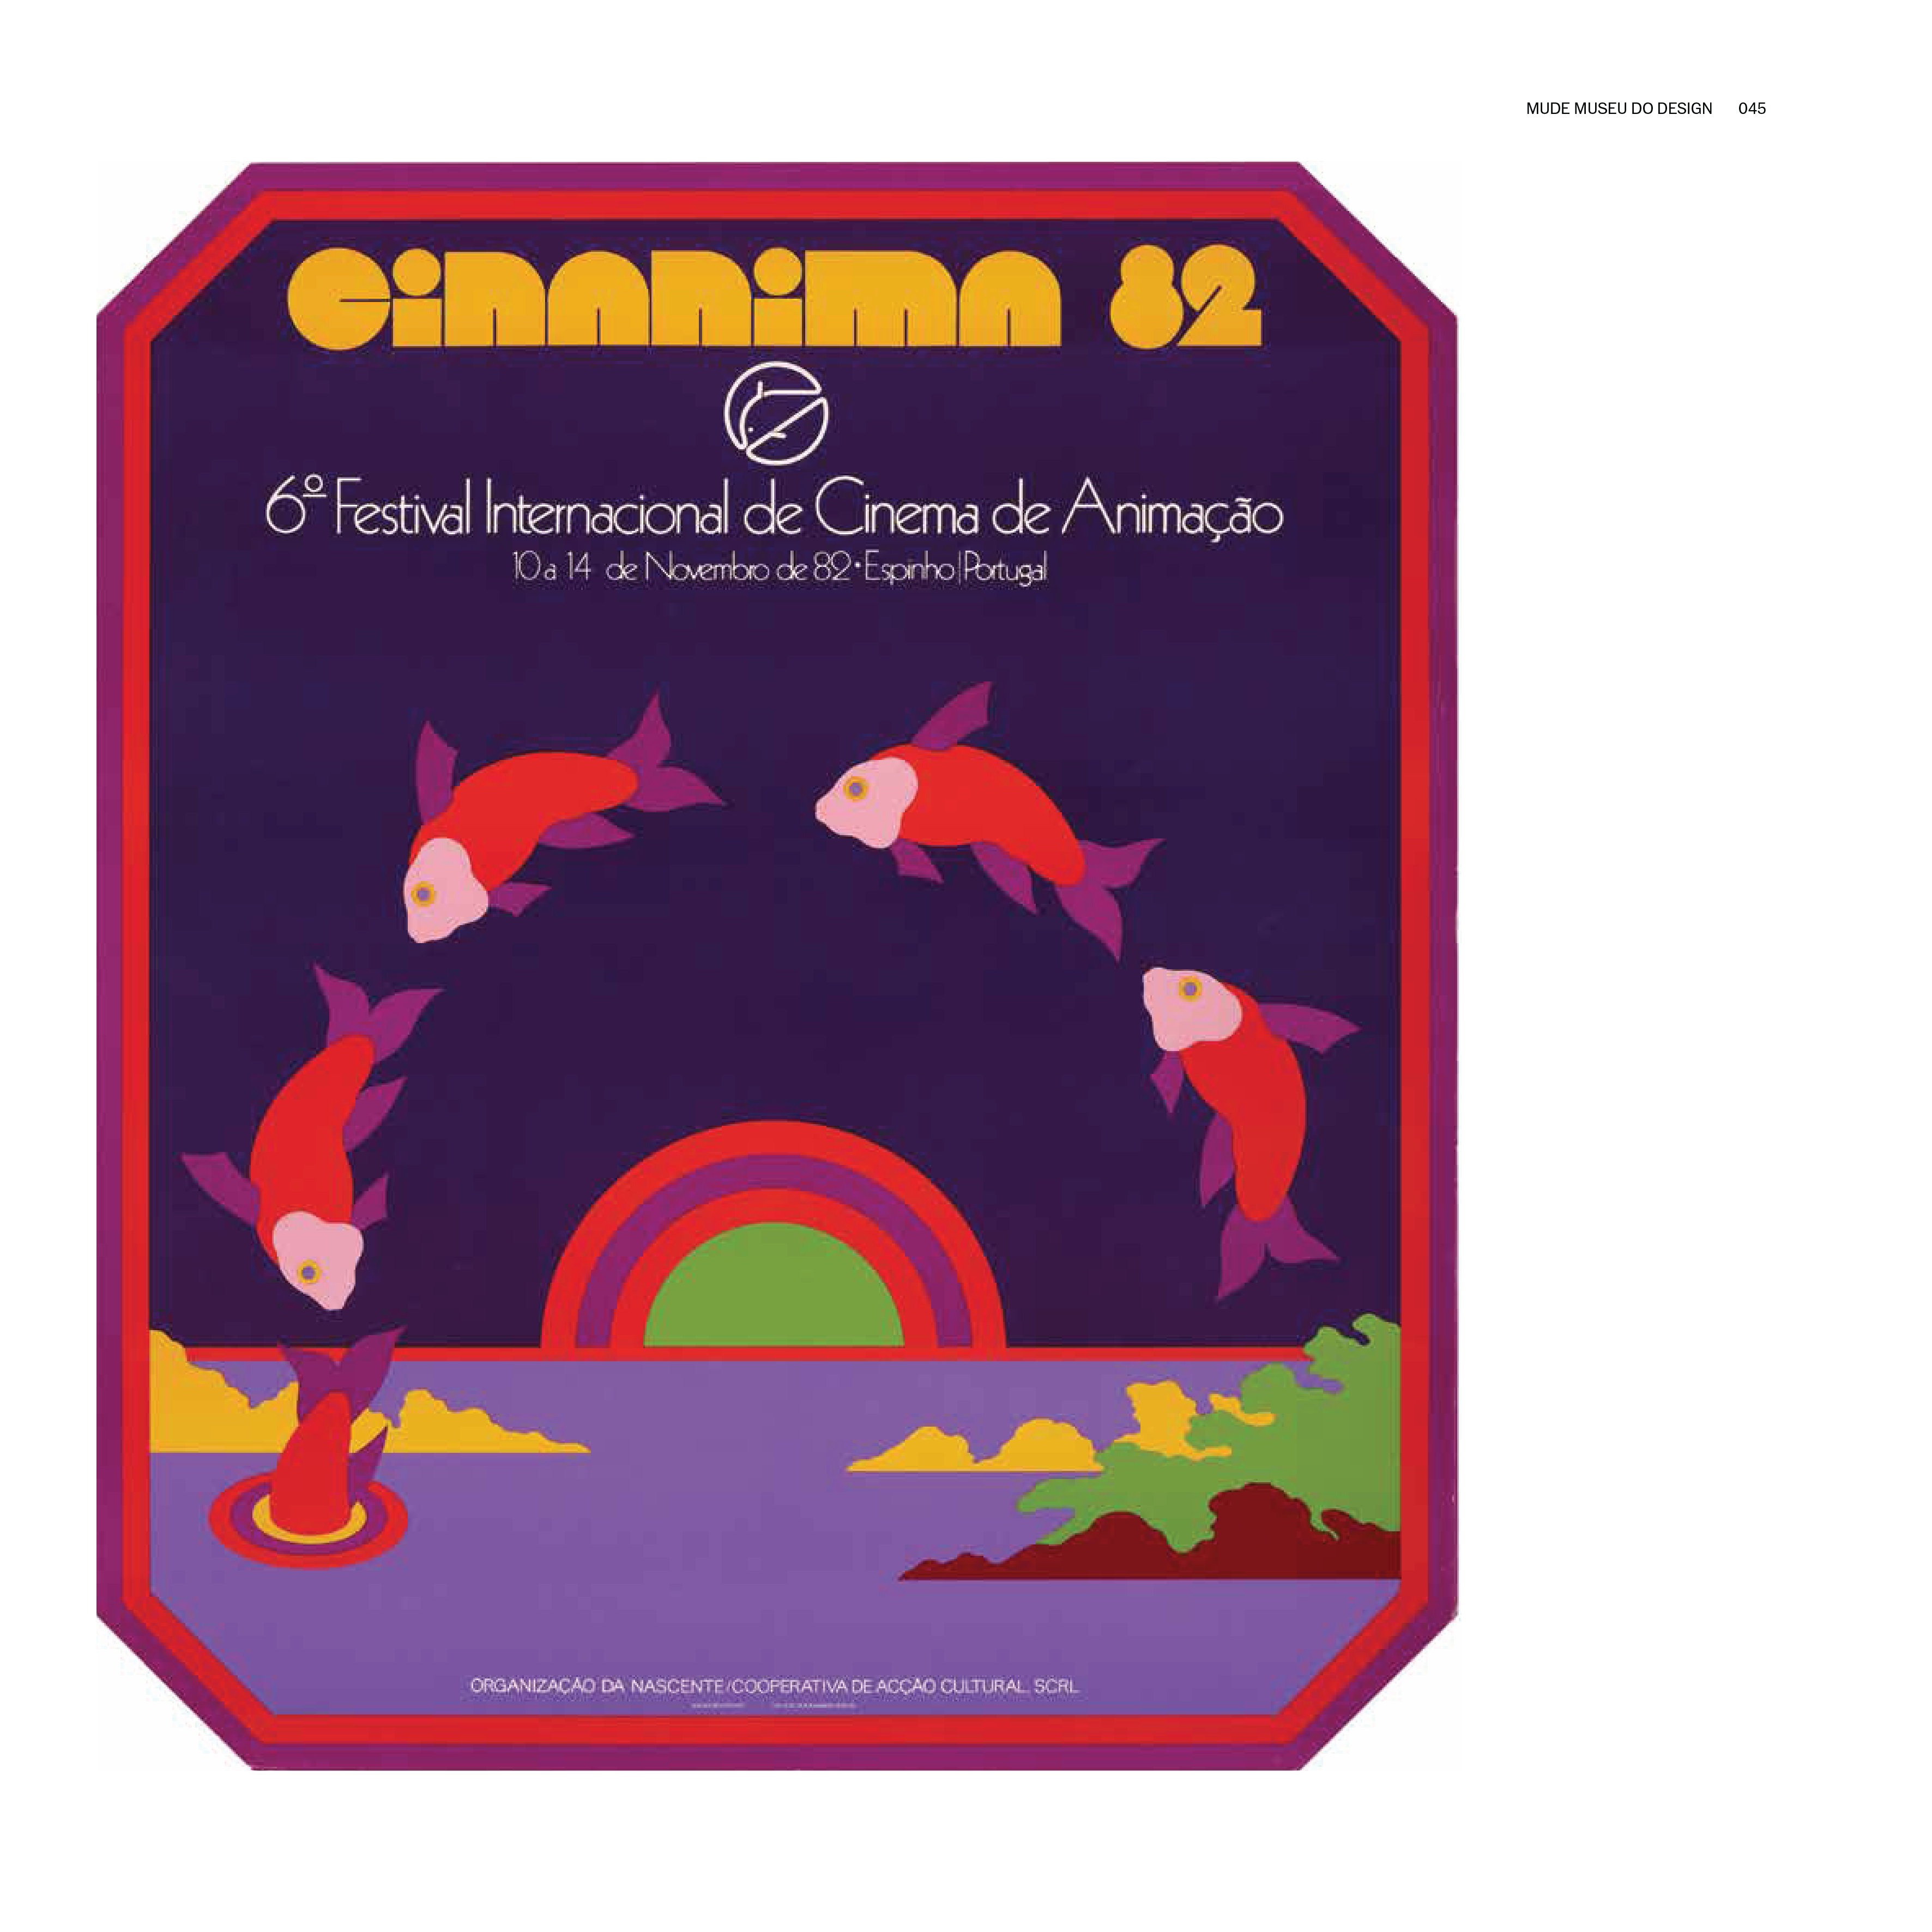 MUDE MUSEU DO DESIGN 045
cinanima 82
6º Festival Internacional de Cinema de Animação
10 a 14 de Novembro de 82 • Espinho | Portugal
ORGANIZAÇÃO DA NASCENTE/COOPERATIVA DE ACÇÃO CULTURAL. SCRL